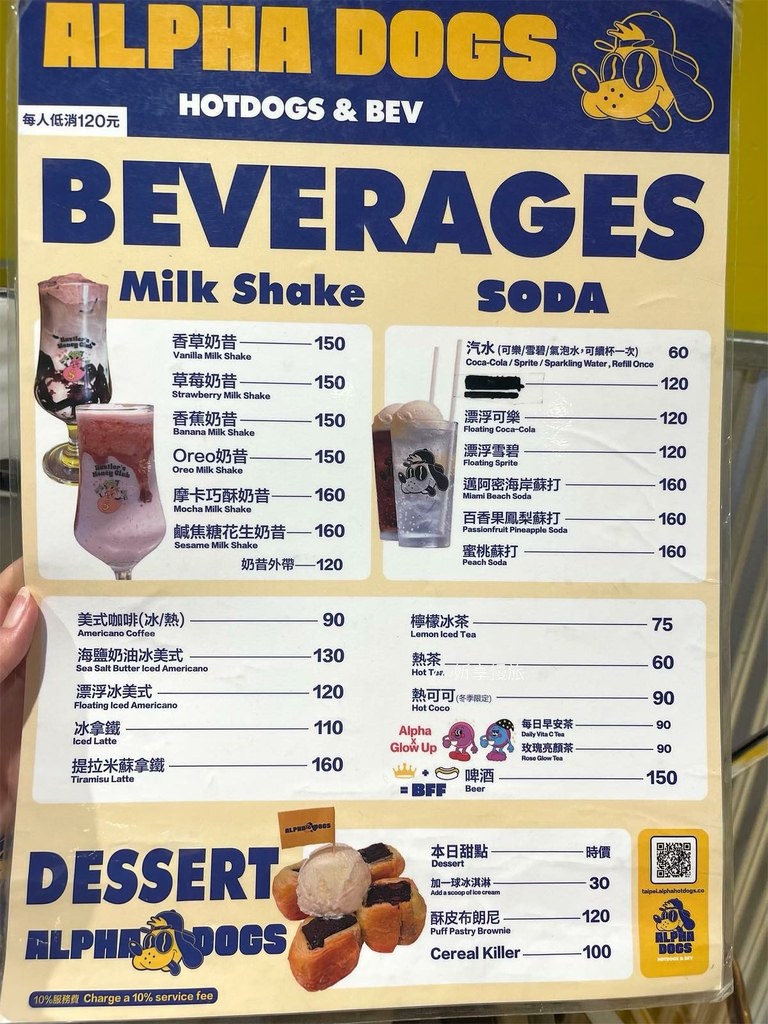 ALPHA DOGS
HOTDOGS & BEV
每人低消120元
BEVERAGES
Milk Shake
香草奶昔 150
Vanilla Milk Shake
草莓奶昔 150
Strawberry Milk Shake
香蕉奶昔 150
Banana Milk Shake
Oreo奶昔 150
Oreo Milk Shake
摩卡巧酥奶昔 160
Mocha Milk Shake
鹹焦糖花生奶昔 160
Sesame Milk Shake
奶昔外帶 120
Hustler's
Honey Club
SODA
汽水 (可樂/雪碧/氣泡水,可續杯一次) 60
Coca-Cola / Sprite / Sparkling Water , Refill Once
120
漂浮可樂 120
Floating Coca-Cola
漂浮雪碧 120
Floating Sprite
邁阿密海岸蘇打 160
Miami Beach Soda
百香果鳳梨蘇打 160
Passionfruit Pineapple Soda
蜜桃蘇打 160
Peach Soda
美式咖啡(冰/熱) 90
Americano Coffee
海鹽奶油冰美式 130
Sea Salt Butter Iced Americano
漂浮冰美式 120
Floating Iced Americano
冰拿鐵 110
Iced Latte
提拉米蘇拿鐵 160
Tiramisu Latte
檸檬冰茶 75
Lemon Iced Tea
熱茶 60
Hot
熱可可(冬季限定) 90
Hot Coco
Alpha
x
Glow Up
每日早安茶 90
Daily Vita C Tea
玫瑰亮顏茶 90
Rose Glow Tea
+
= BFF
啤酒 150
Beer
DESSERT
ALPHA DOGS
ALPHA DOGS
本日甜點 時價
Dessert
加一球冰淇淋 30
Add a scoop of ice cream
酥皮布朗尼 120
Puff Pastry Brownie
Cereal Killer 100
taipei.alphahotdogs.co
ALPHA
DOGS
HOTDOGS & BEV
10%服務費 Charge a 10% service fee